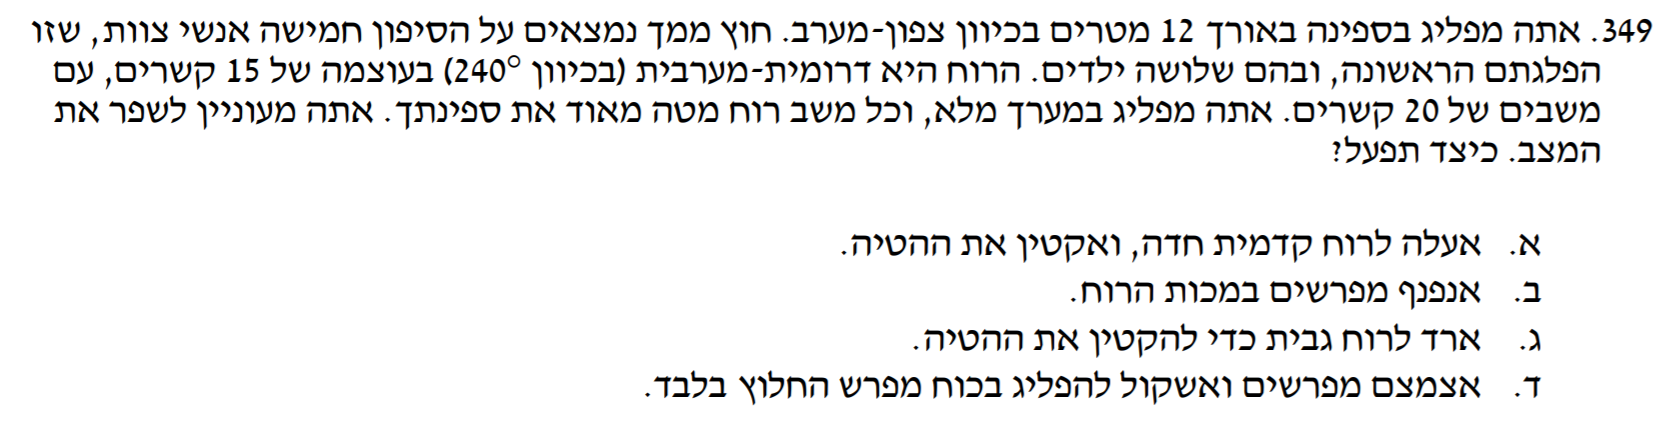 349. אתה מפליג בספינה באורך 12 מטרים בכיוון צפון-מערב. חוץ ממך נמצאים על הסיפון חמישה אנשי צוות, שזו
הפלגתם הראשונה, ובהם שלושה ילדים. הרוח היא דרומית-מערבית (בכיוון 240°) בעוצמה של 15 קשרים, עם
משבים של 20 קשרים. אתה מפליג במערך מלא, וכל משב רוח מטה מאוד את ספינתך. אתה מעוניין לשפר את
המצב. כיצד תפעל?
א. אעלה לרוח קדמית חדה, ואקטין את ההטיה.
ב. אנפנף מפרשים במכות הרוח.
ג. ארד לרוח גבית כדי להקטין את ההטיה.
ד. אצמצם מפרשים ואשקול להפליג בכוח מפרש החלוץ בלבד.